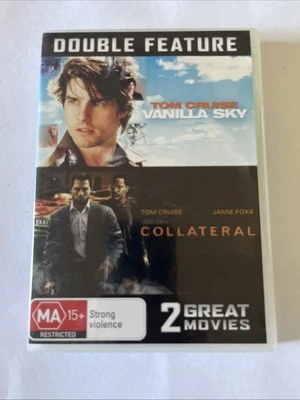 DOUBLE FEATURE
TOM CRUISE
VANILLA SKY
TOM CRUISE JAMIE FOXX
COLLATERAL
MA 15+
RESTRICTED
Strong
violence
2 GREAT
MOVIES